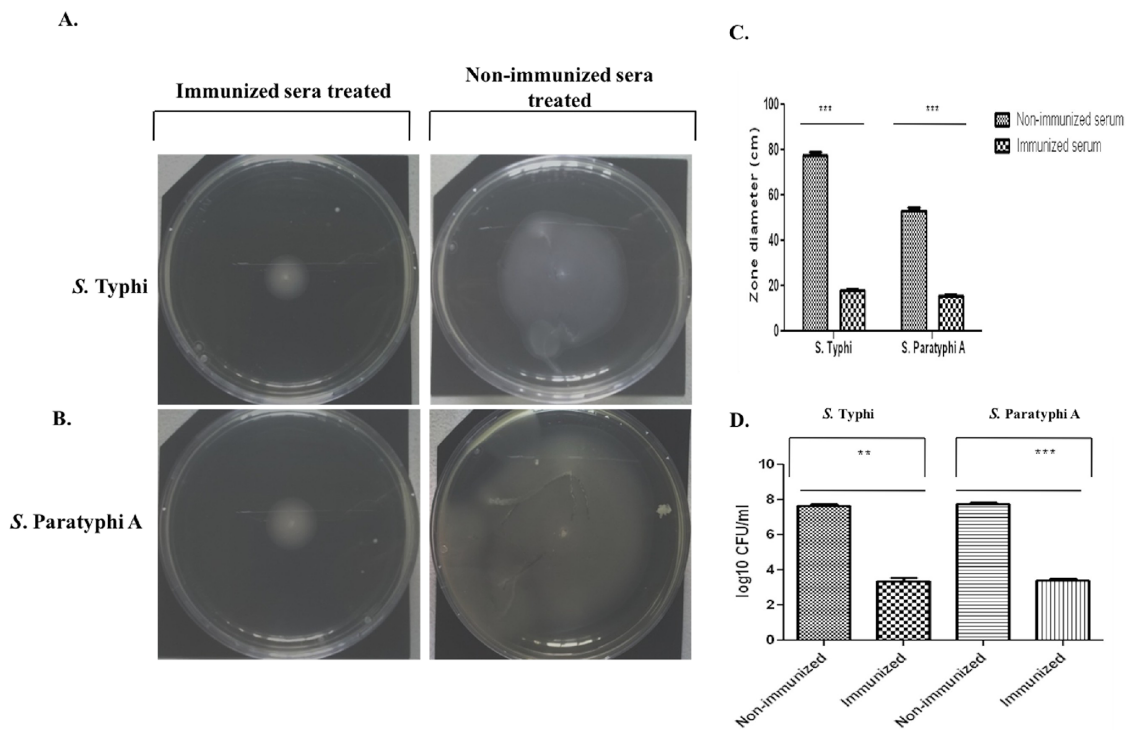 A.
Immunized sera treated
Non-immunized sera
treated
S. Typhi
B.
S. Paratyphi A
C.
100
80
60
40
20
0
Zone diameter (cm)
***
***
Non-immunized serum
Immunized serum
S. Typhi
S. Paratyphi A
D.
S. Typhi
S. Paratyphi A
**
***
10
8
6
4
2
0
log10 CFU/ml
Non-immunized
Immunized
Non-immunized
Immunized